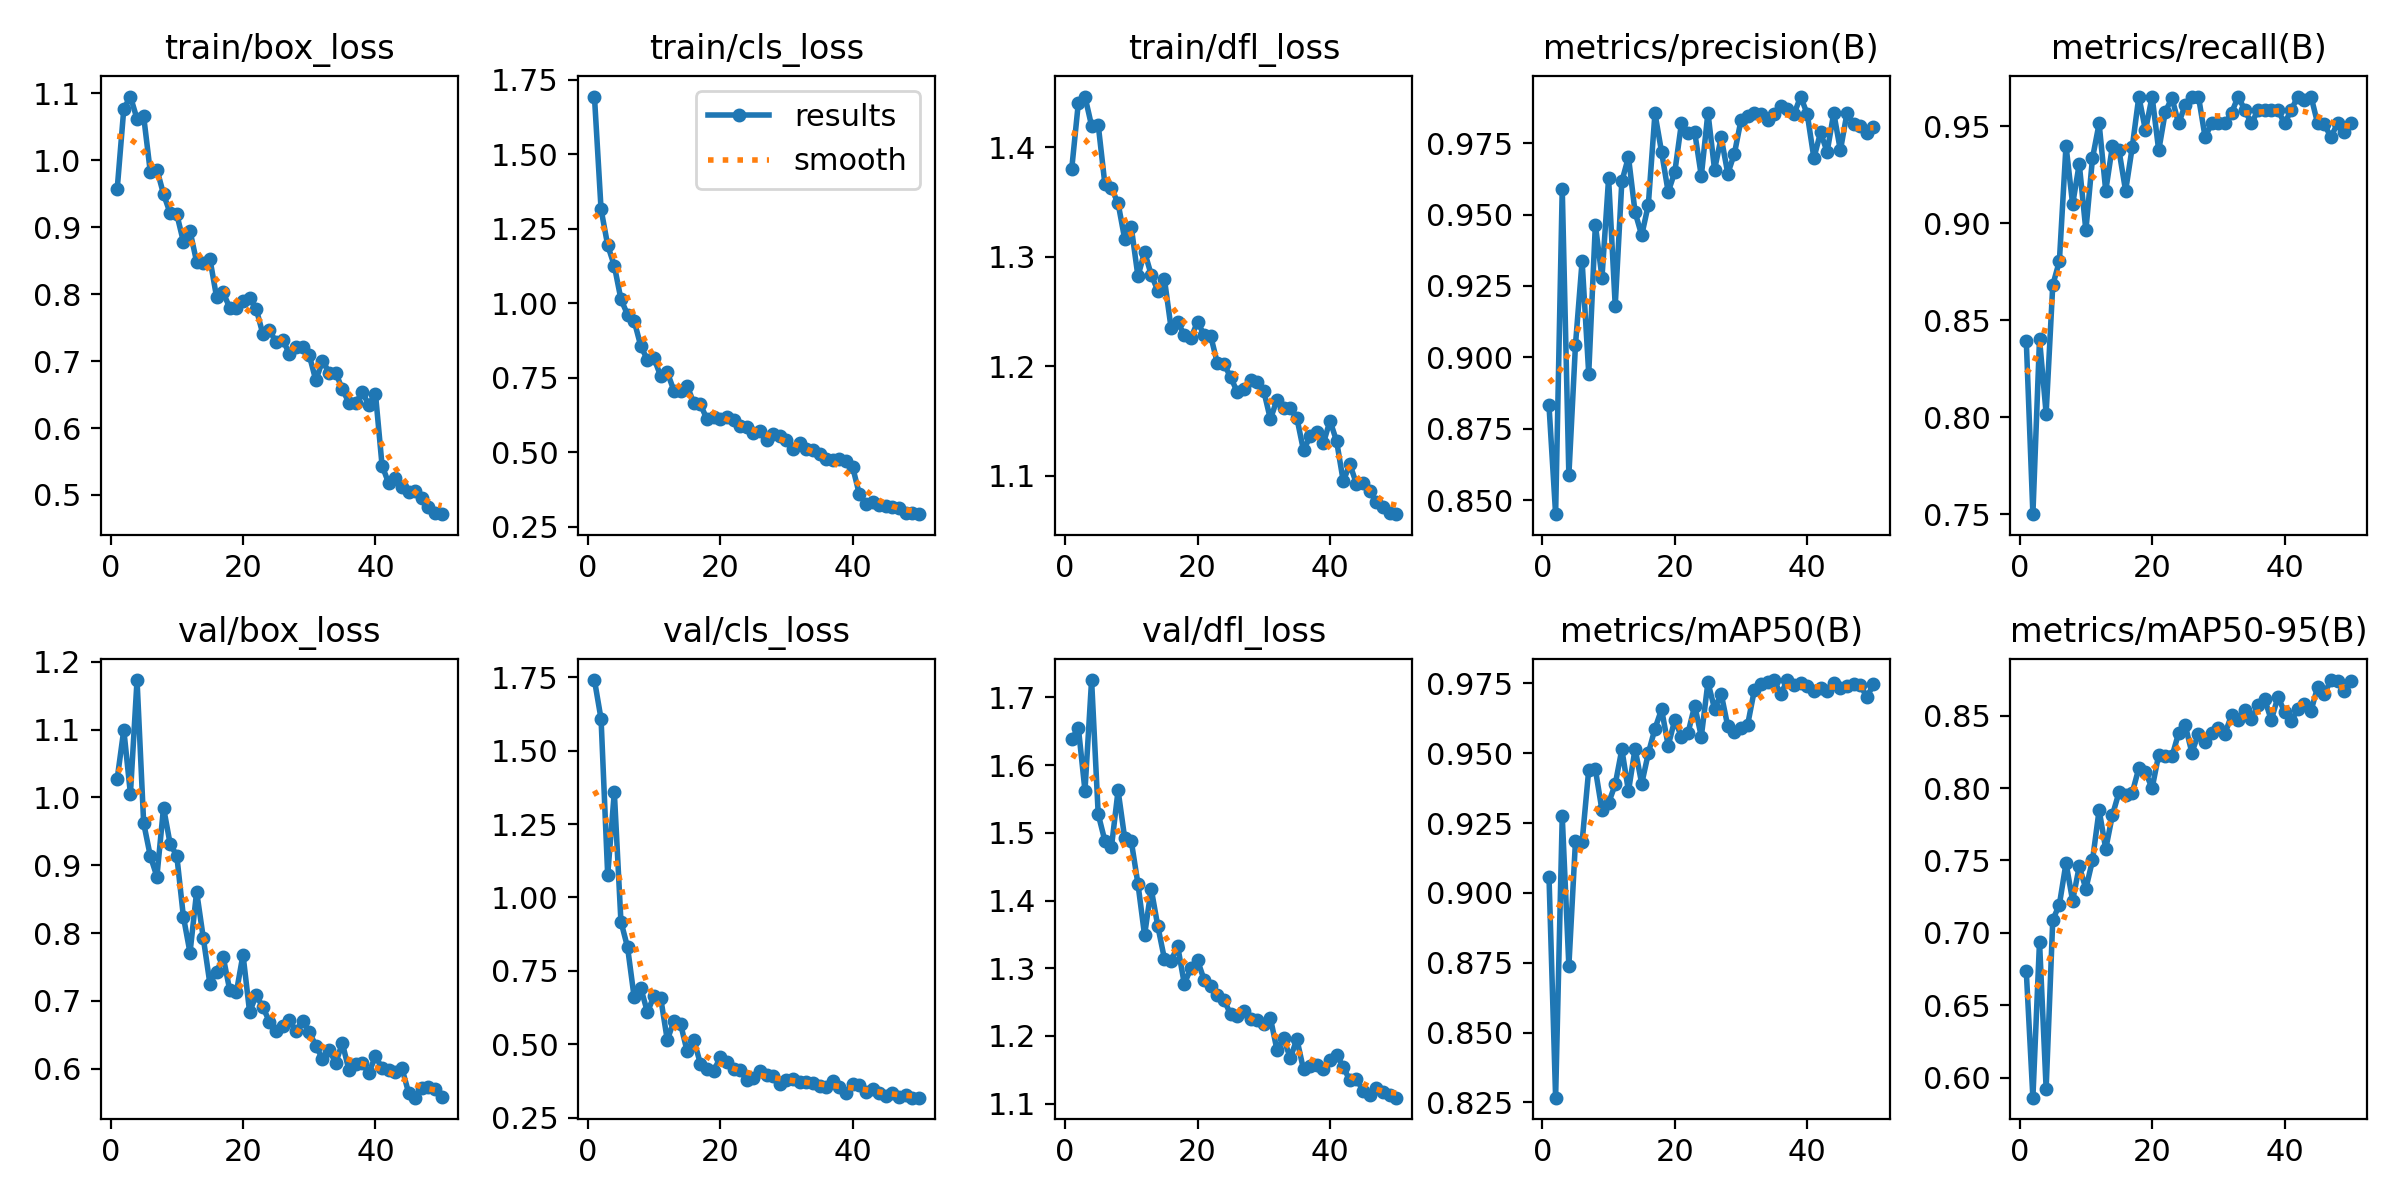 train/box_loss
train/cls_loss
train/dfl_loss
metrics/precision(B)
metrics/recall(B)
1.1
1.0
0.9
0.8
0.7
0.6
0.5
0 20 40
1.75
1.50
1.25
1.00
0.75
0.50
0.25
0 20 40
results
smooth
1.4
1.3
1.2
1.1
0 20 40
0.975
0.950
0.925
0.900
0.875
0.850
0 20 40
0.95
0.90
0.85
0.80
0.75
0 20 40
val/box_loss
val/cls_loss
val/dfl_loss
metrics/mAP50(B)
metrics/mAP50-95(B)
1.2
1.1
1.0
0.9
0.8
0.7
0.6
0 20 40
1.75
1.50
1.25
1.00
0.75
0.50
0.25
0 20 40
1.7
1.6
1.5
1.4
1.3
1.2
1.1
0 20 40
0.975
0.950
0.925
0.900
0.875
0.850
0.825
0 20 40
0.85
0.80
0.75
0.70
0.65
0.60
0 20 40